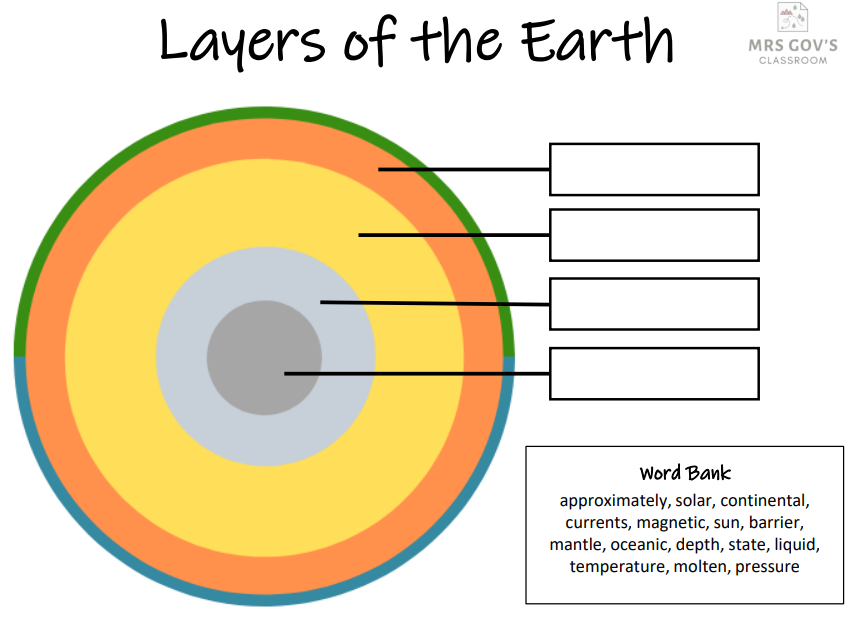 Layers of the Earth
MRS GOV'S
CLASSROOM
Word Bank
approximately, solar, continental,
currents, magnetic, sun, barrier,
mantle, oceanic, depth, state, liquid,
temperature, molten, pressure